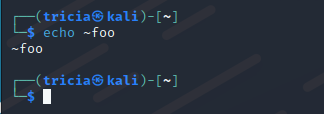 ┌──(tricia㉿kali)-[~]
└─$ echo ~foo
~foo

┌──(tricia㉿kali)-[~]
└─$